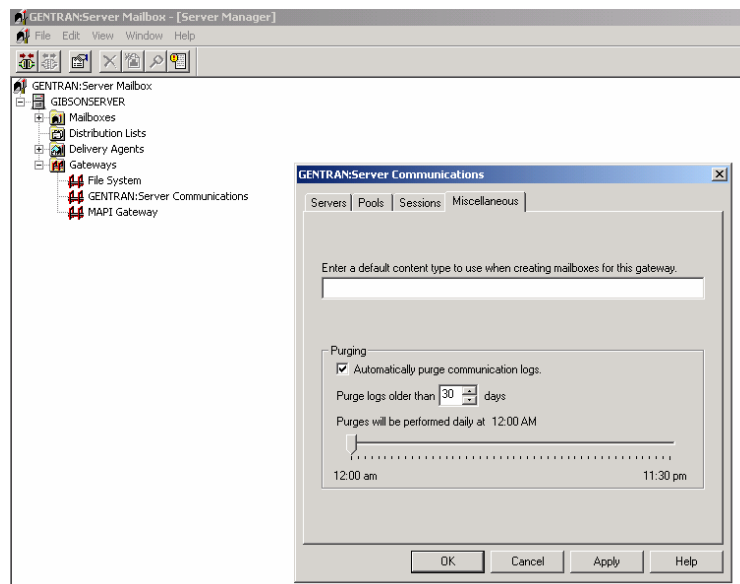 GENTRAN:Server Mailbox - [Server Manager]
File Edit View Window Help
GENTRAN:Server Mailbox
GIBSONSERVER
Mailboxes
Distribution Lists
Delivery Agents
Gateways
File System
GENTRAN:Server Communications
MAPI Gateway
GENTRAN:Server Communications
Servers Pools Sessions Miscellaneous
Enter a default content type to use when creating mailboxes for this gateway.
Purging
Automatically purge communication logs.
Purge logs older than 30 days
Purges will be performed daily at 12:00 AM
12:00 am 11:30 pm
OK Cancel Apply Help